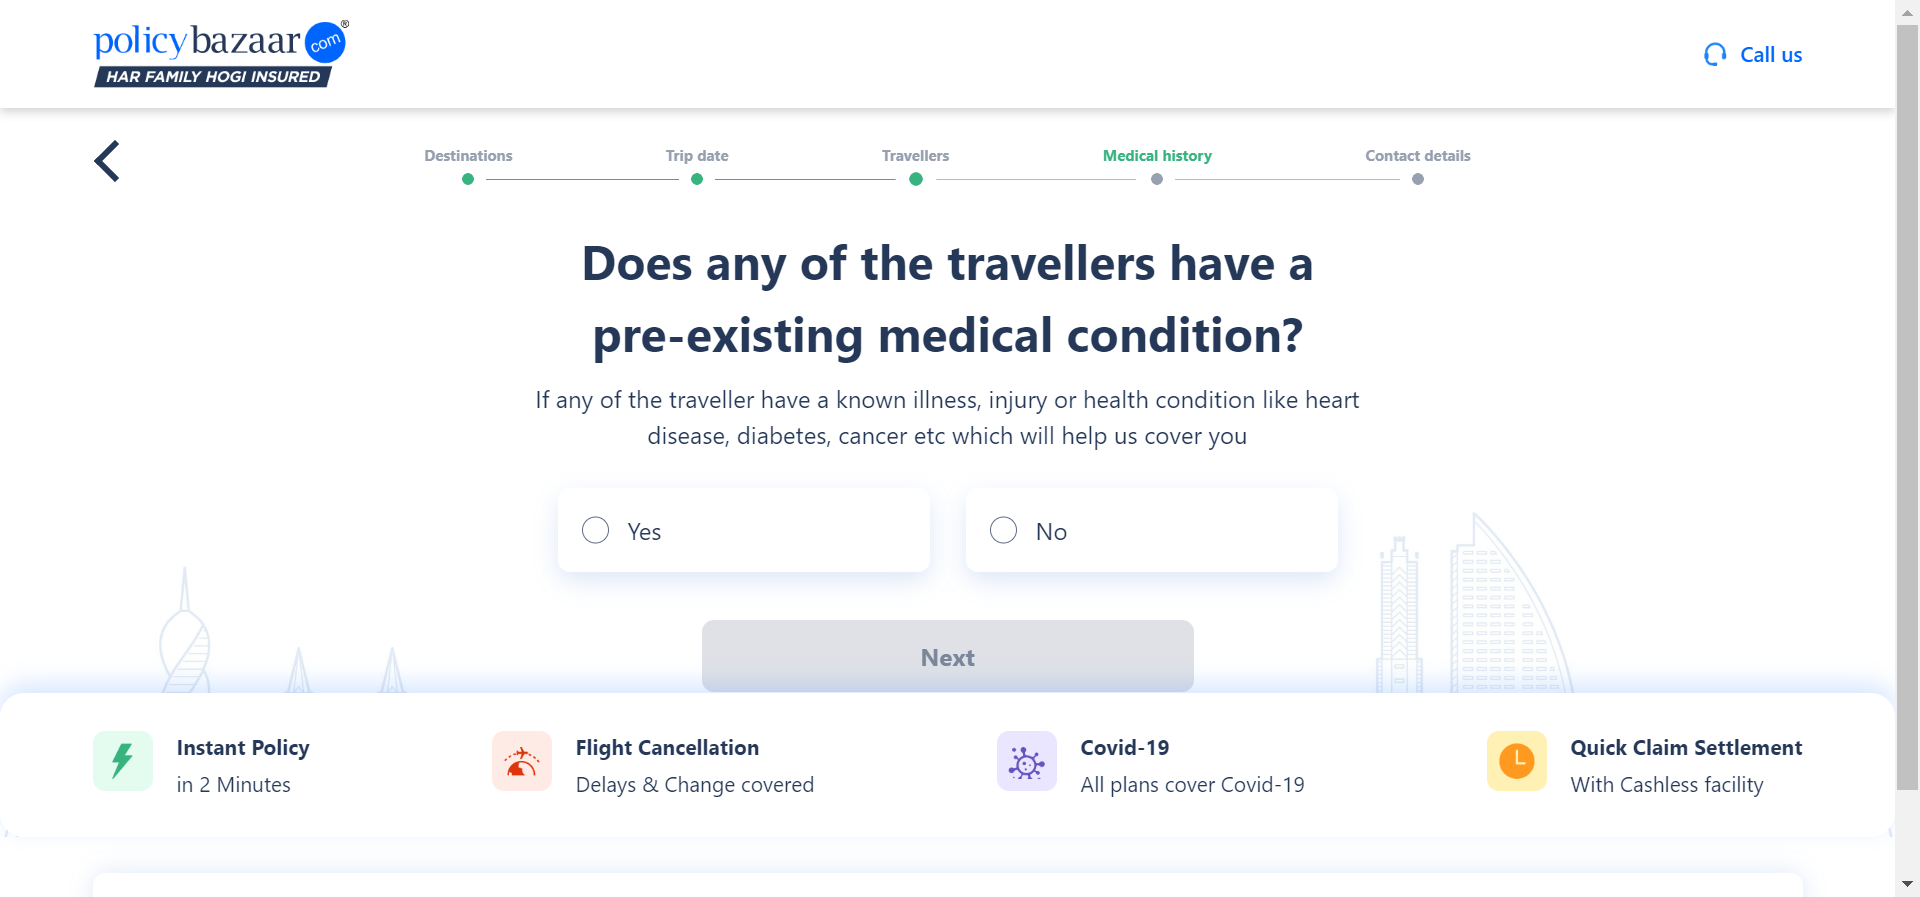 policybazaar com ®
HAR FAMILY HOGI INSURED
Call us
Destinations
Trip date
Travellers
Medical history
Contact details
Does any of the travellers have a
pre-existing medical condition?
If any of the traveller have a known illness, injury or health condition like heart
disease, diabetes, cancer etc which will help us cover you
Yes
No
Next
Instant Policy
in 2 Minutes
Flight Cancellation
Delays & Change covered
Covid-19
All plans cover Covid-19
Quick Claim Settlement
With Cashless facility